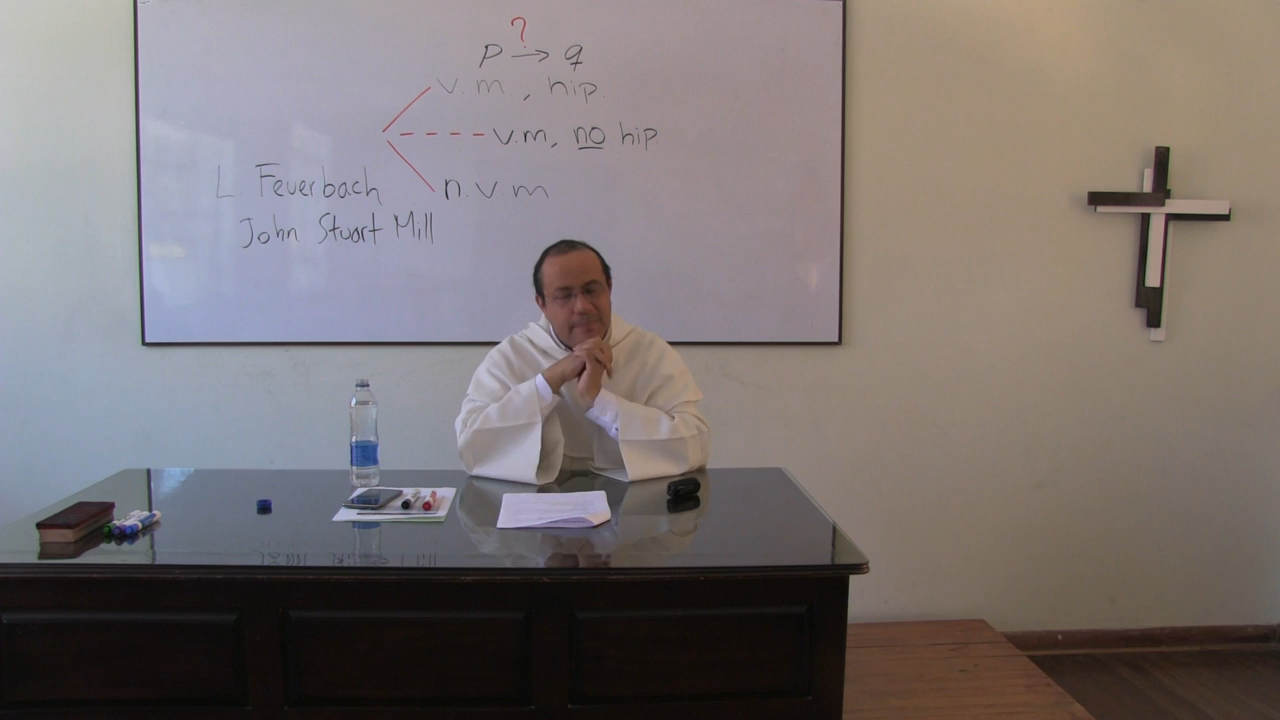 ?
p → q
v.m., hip.
v.m, no hip.
n.v.m
L. Feuerbach
John Stuart Mill